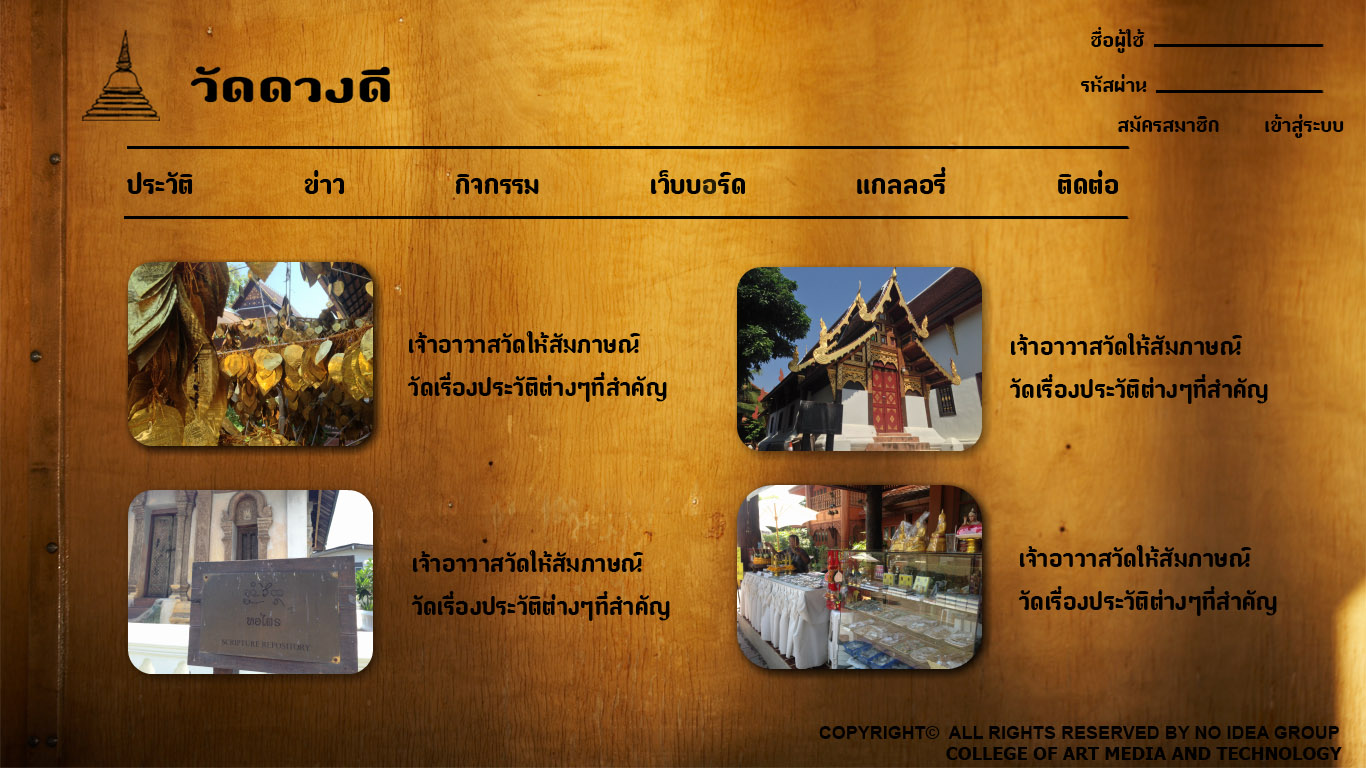 วัดดวงดี
ชื่อผู้ใช้
รหัสผ่าน
สมัครสมาชิก เข้าสู่ระบบ
ประวัติ ข่าว กิจกรรม เว็บบอร์ด แกลลอรี่ ติดต่อ
เจ้าอาวาสวัดให้สัมภาษณ์
วัดเรื่องประวัติต่างๆที่สำคัญ
เจ้าอาวาสวัดให้สัมภาษณ์
วัดเรื่องประวัติต่างๆที่สำคัญ
หอไตร
SCRIPTURE REPOSITORY
เจ้าอาวาสวัดให้สัมภาษณ์
วัดเรื่องประวัติต่างๆที่สำคัญ
เจ้าอาวาสวัดให้สัมภาษณ์
วัดเรื่องประวัติต่างๆที่สำคัญ
COPYRIGHT© ALL RIGHTS RESERVED BY NO IDEA GROUP
COLLEGE OF ART MEDIA AND TECHNOLOGY